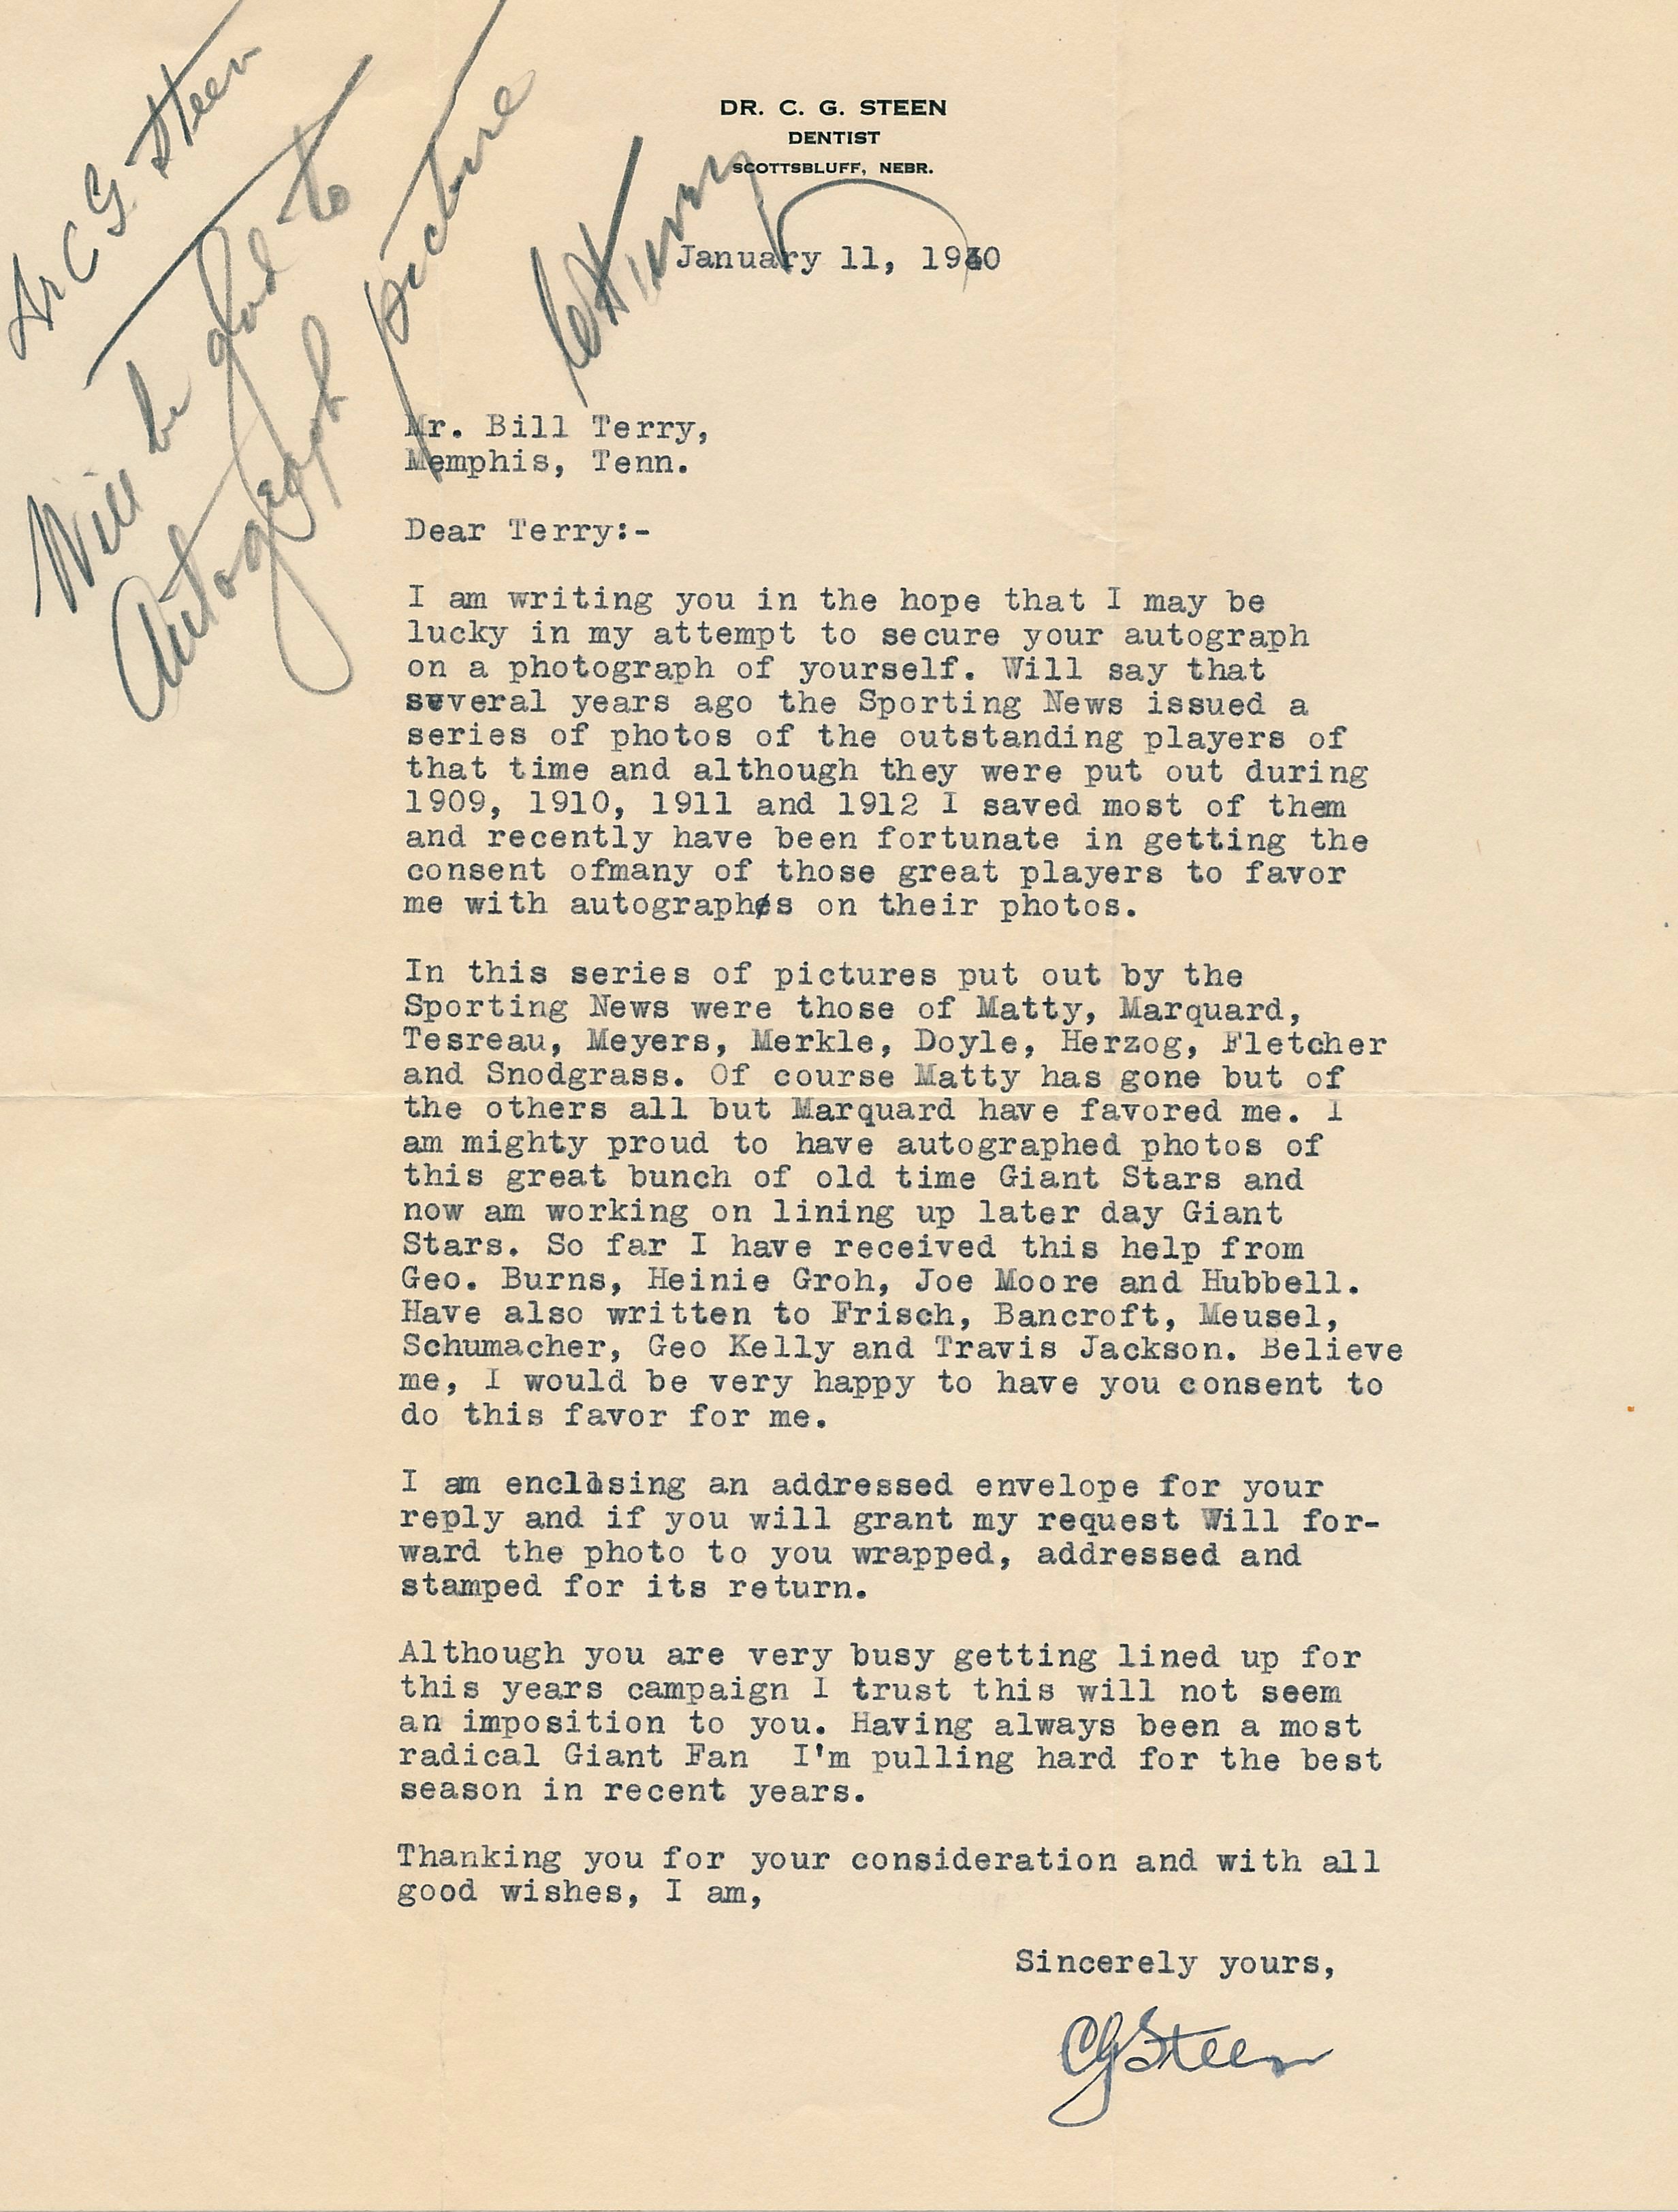 Dr C G Steen
Will be glad to
Autograph picture
DR. C. G. STEEN
DENTIST
SCOTTSBLUFF, NEBR.
January 11, 1940
Mr. Bill Terry,
Memphis, Tenn.
Dear Terry:-
I am writing you in the hope that I may be
lucky in my attempt to secure your autograph
on a photograph of yourself. Will say that
several years ago the Sporting News issued a
series of photos of the outstanding players of
that time and although they were put out during
1909, 1910, 1911 and 1912 I saved most of them
and recently have been fortunate in getting the
consent ofmany of those great players to favor
me with autographs on their photos.
In this series of pictures put out by the
Sporting News were those of Matty, Marquard,
Tesreau, Meyers, Merkle, Doyle, Herzog, Fletcher
and Snodgrass. Of course Matty has gone but of
the others all but Marquard have favored me. I
am mighty proud to have autographed photos of
this great bunch of old time Giant Stars and
now am working on lining up later day Giant
Stars. So far I have received this help from
Geo. Burns, Heinie Groh, Joe Moore and Hubbell.
Have also written to Frisch, Bancroft, Meusel,
Schumacher, Geo Kelly and Travis Jackson. Believe
me, I would be very happy to have you consent to
do this favor for me.
I am enclosing an addressed envelope for your
reply and if you will grant my request Will for-
ward the photo to you wrapped, addressed and
stamped for its return.
Although you are very busy getting lined up for
this years campaign I trust this will not seem
an imposition to you. Having always been a most
radical Giant Fan  I'm pulling hard for the best
season in recent years.
Thanking you for your consideration and with all
good wishes, I am,
Sincerely yours,
CGSteen